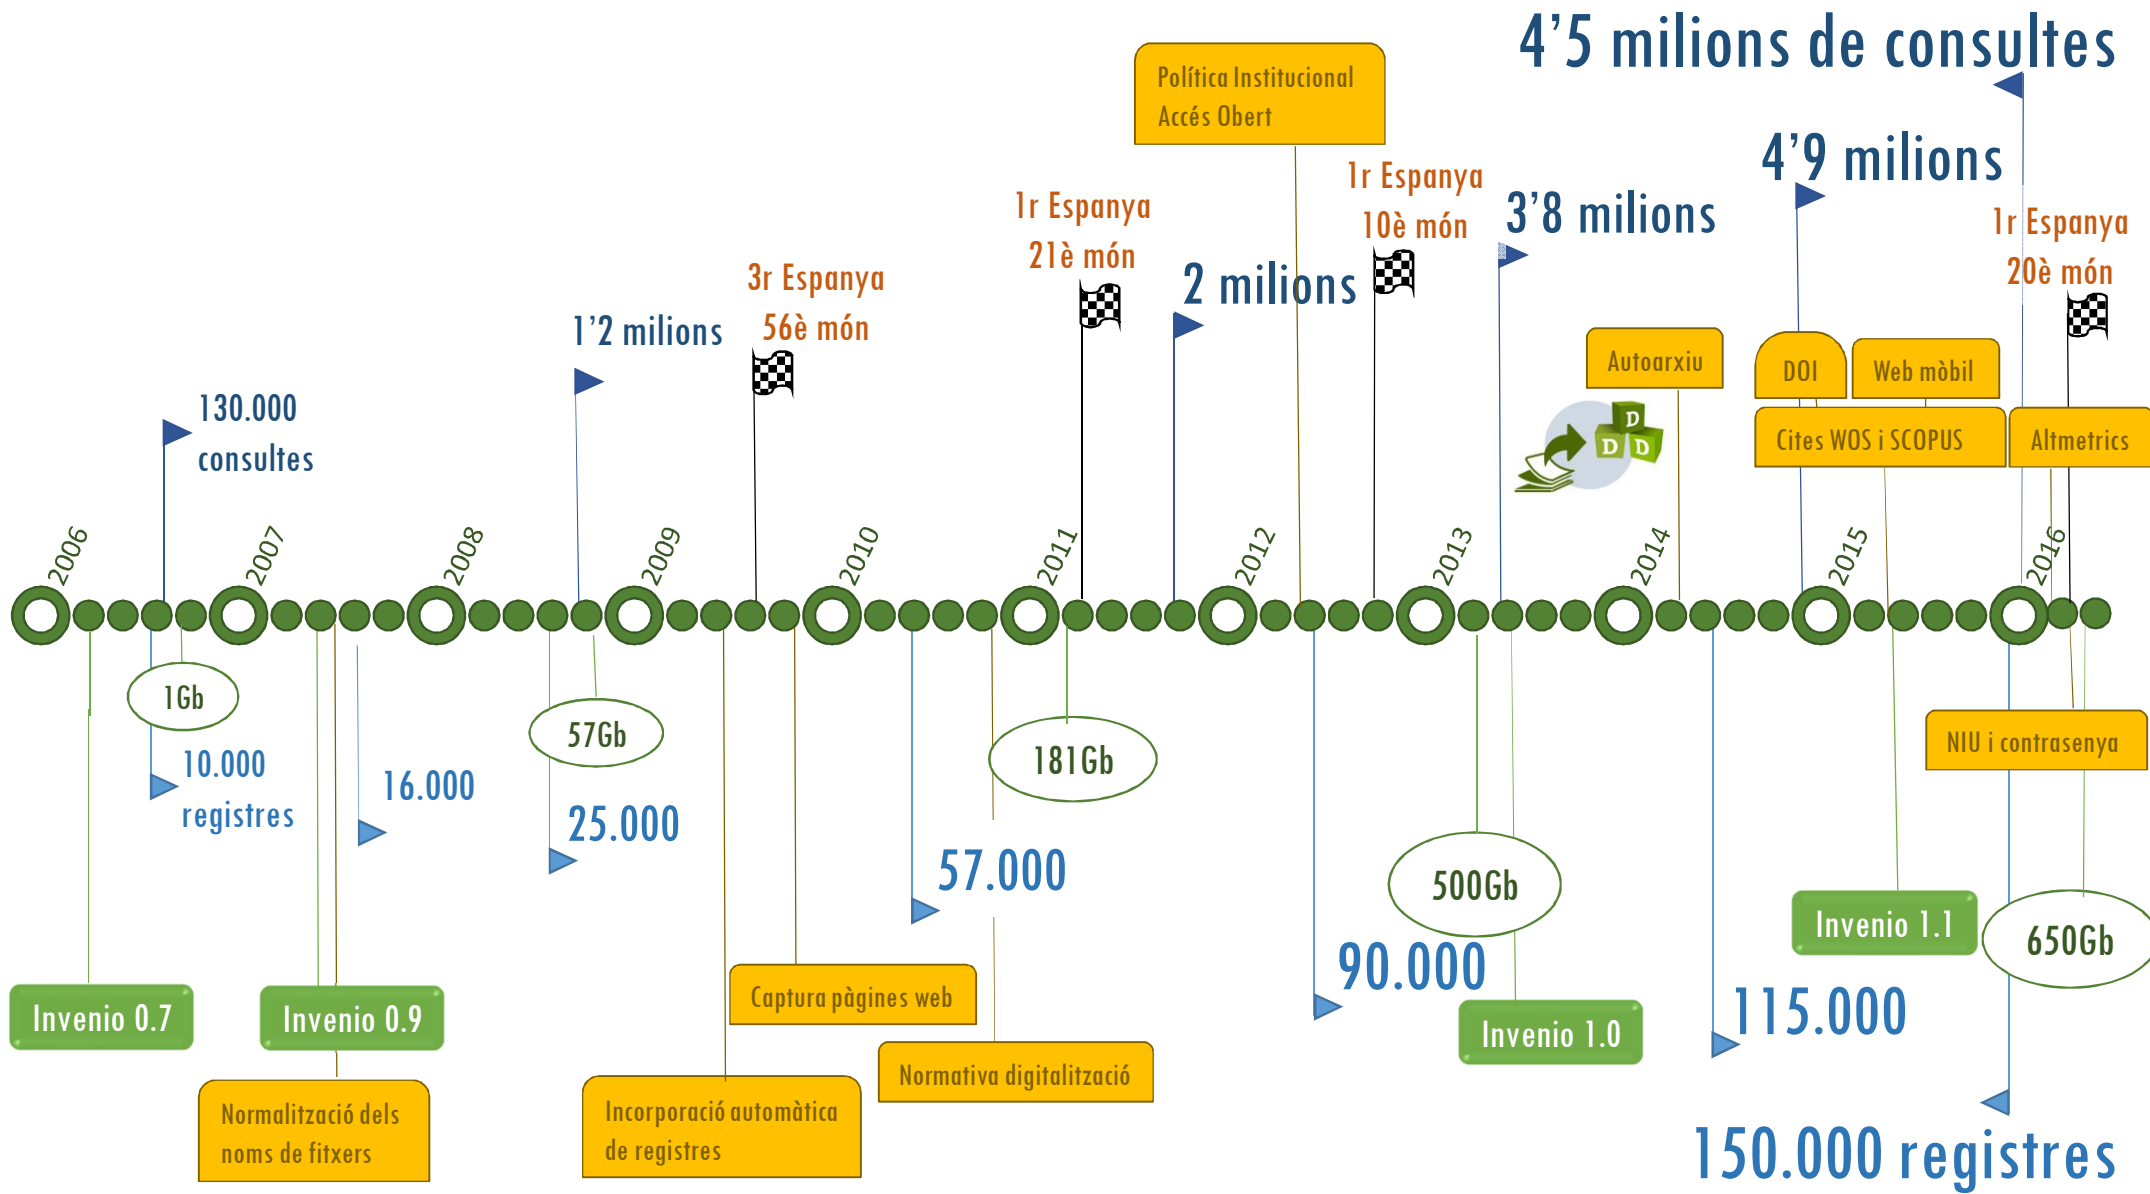 4'5 milions de consultes
Política Institucional
Accés Obert
4'9 milions
1r Espanya
10è món
3'8 milions
1r Espanya
21è món
1r Espanya
20è món
3r Espanya
56è món
2 milions
1'2 milions
Autoarxiu
DOI
Web mòbil
130.000
consultes
D
D
D
Cites WOS i SCOPUS
Altmetrics
2006
2007
2008
2009
2010
2011
2012
2013
2014
2015
2016
1Gb
57Gb
181Gb
NIU i contrasenya
10.000
registres
16.000
25.000
57.000
500Gb
Invenio 1.1
650Gb
90.000
Captura pàgines web
Invenio 0.7
Invenio 0.9
Invenio 1.0
115.000
Normativa digitalització
Normalització dels
noms de fitxers
Incorporació automàtica
de registres
150.000 registres